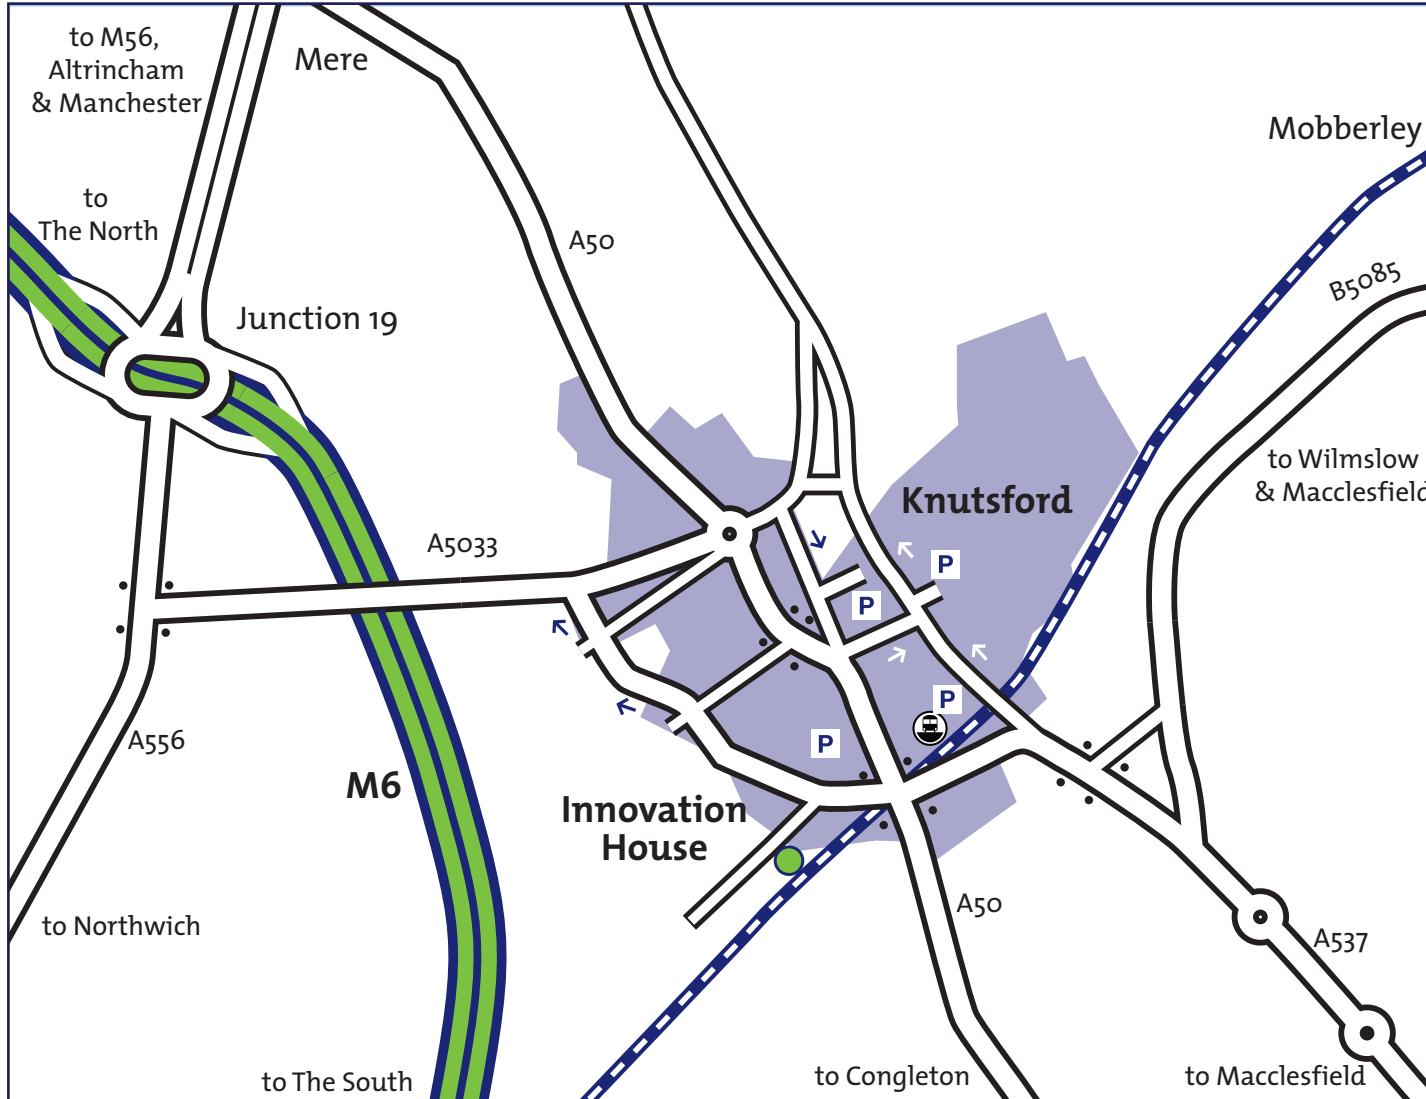 to M56,
Altrincham
& Manchester
Mere
Mobberley
to
The North
A50
B5085
Junction 19
to Wilmslow
& Macclesfield
Knutsford
A5033
P
P
P
P
A556
M6
Innovation
House
A50
to Northwich
A537
to The South
to Congleton
to Macclesfield